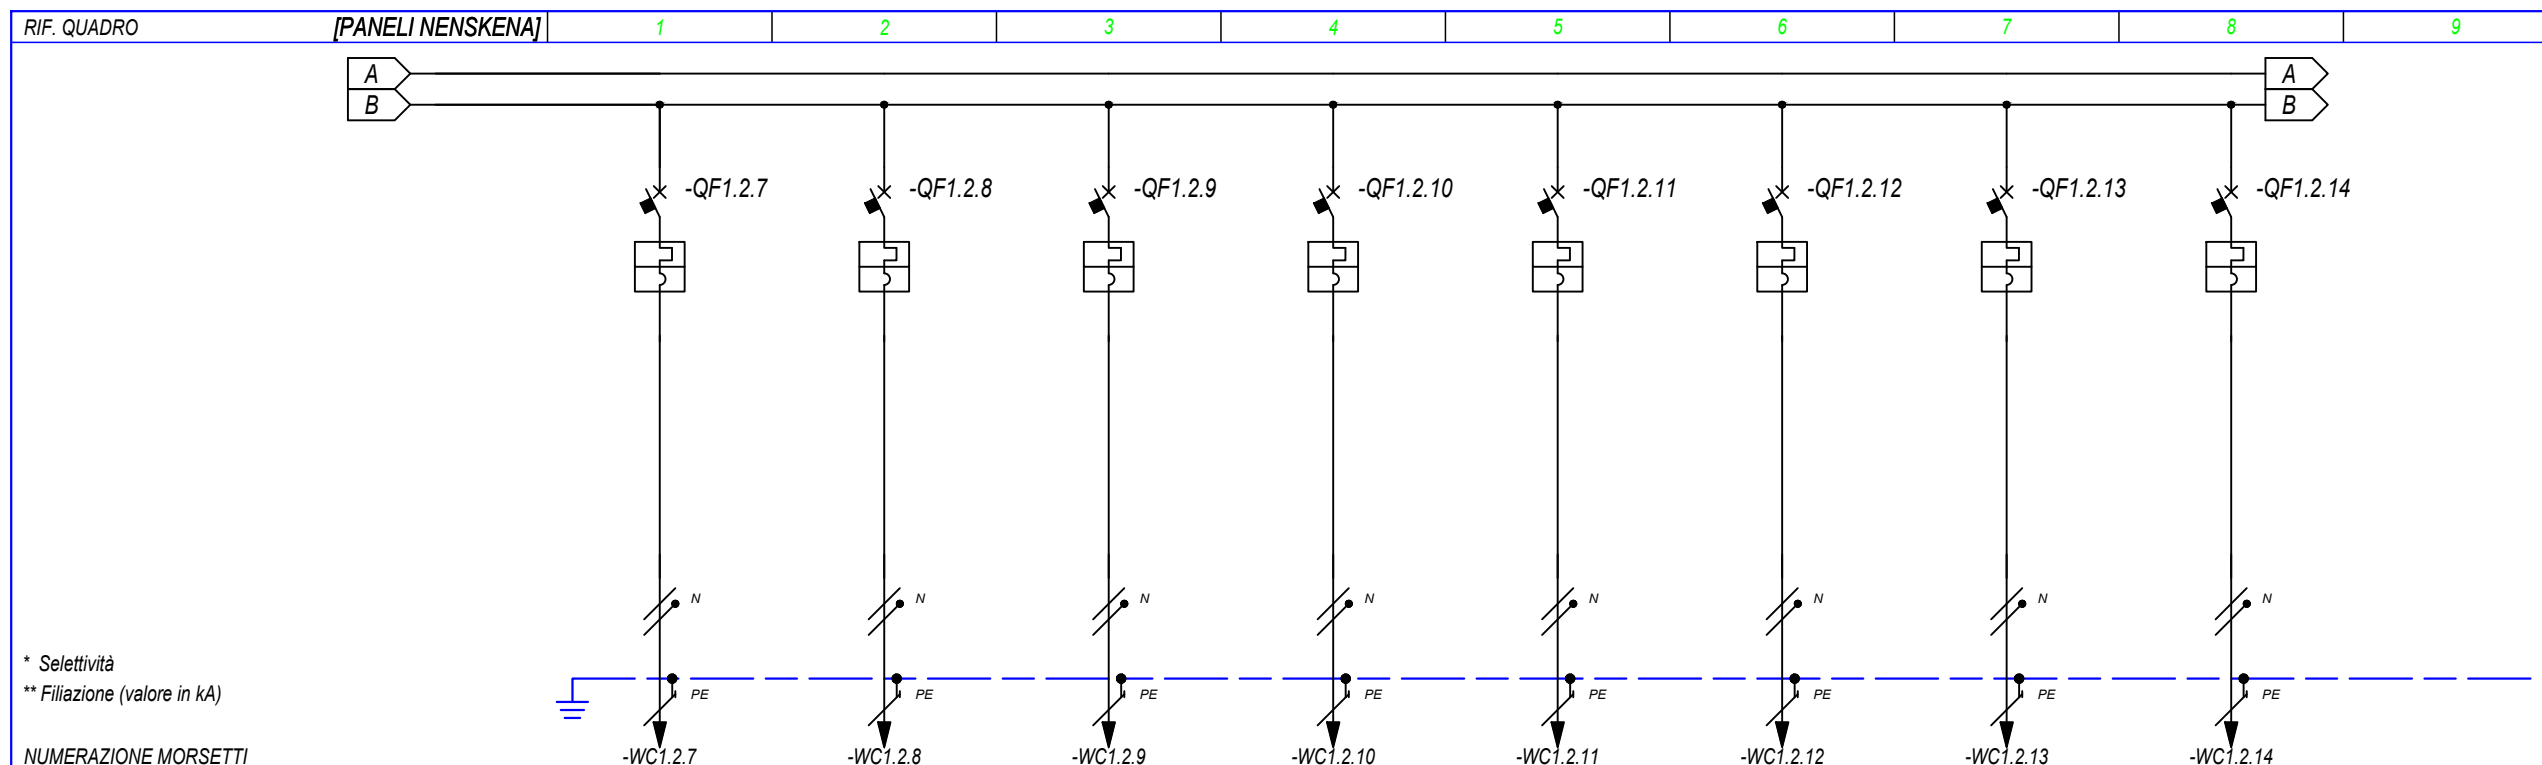 RIF. QUADRO [PANELI NENSKENA] 1 2 3 4 5 6 7 8 9
A A
B B
-QF1.2.7 -QF1.2.8 -QF1.2.9 -QF1.2.10 -QF1.2.11 -QF1.2.12 -QF1.2.13 -QF1.2.14
N N N N N N N N
* Selettività
** Filiazione (valore in kA) PE PE PE PE PE PE PE PE
NUMERAZIONE MORSETTI -WC1.2.7 -WC1.2.8 -WC1.2.9 -WC1.2.10 -WC1.2.11 -WC1.2.12 -WC1.2.13 -WC1.2.14